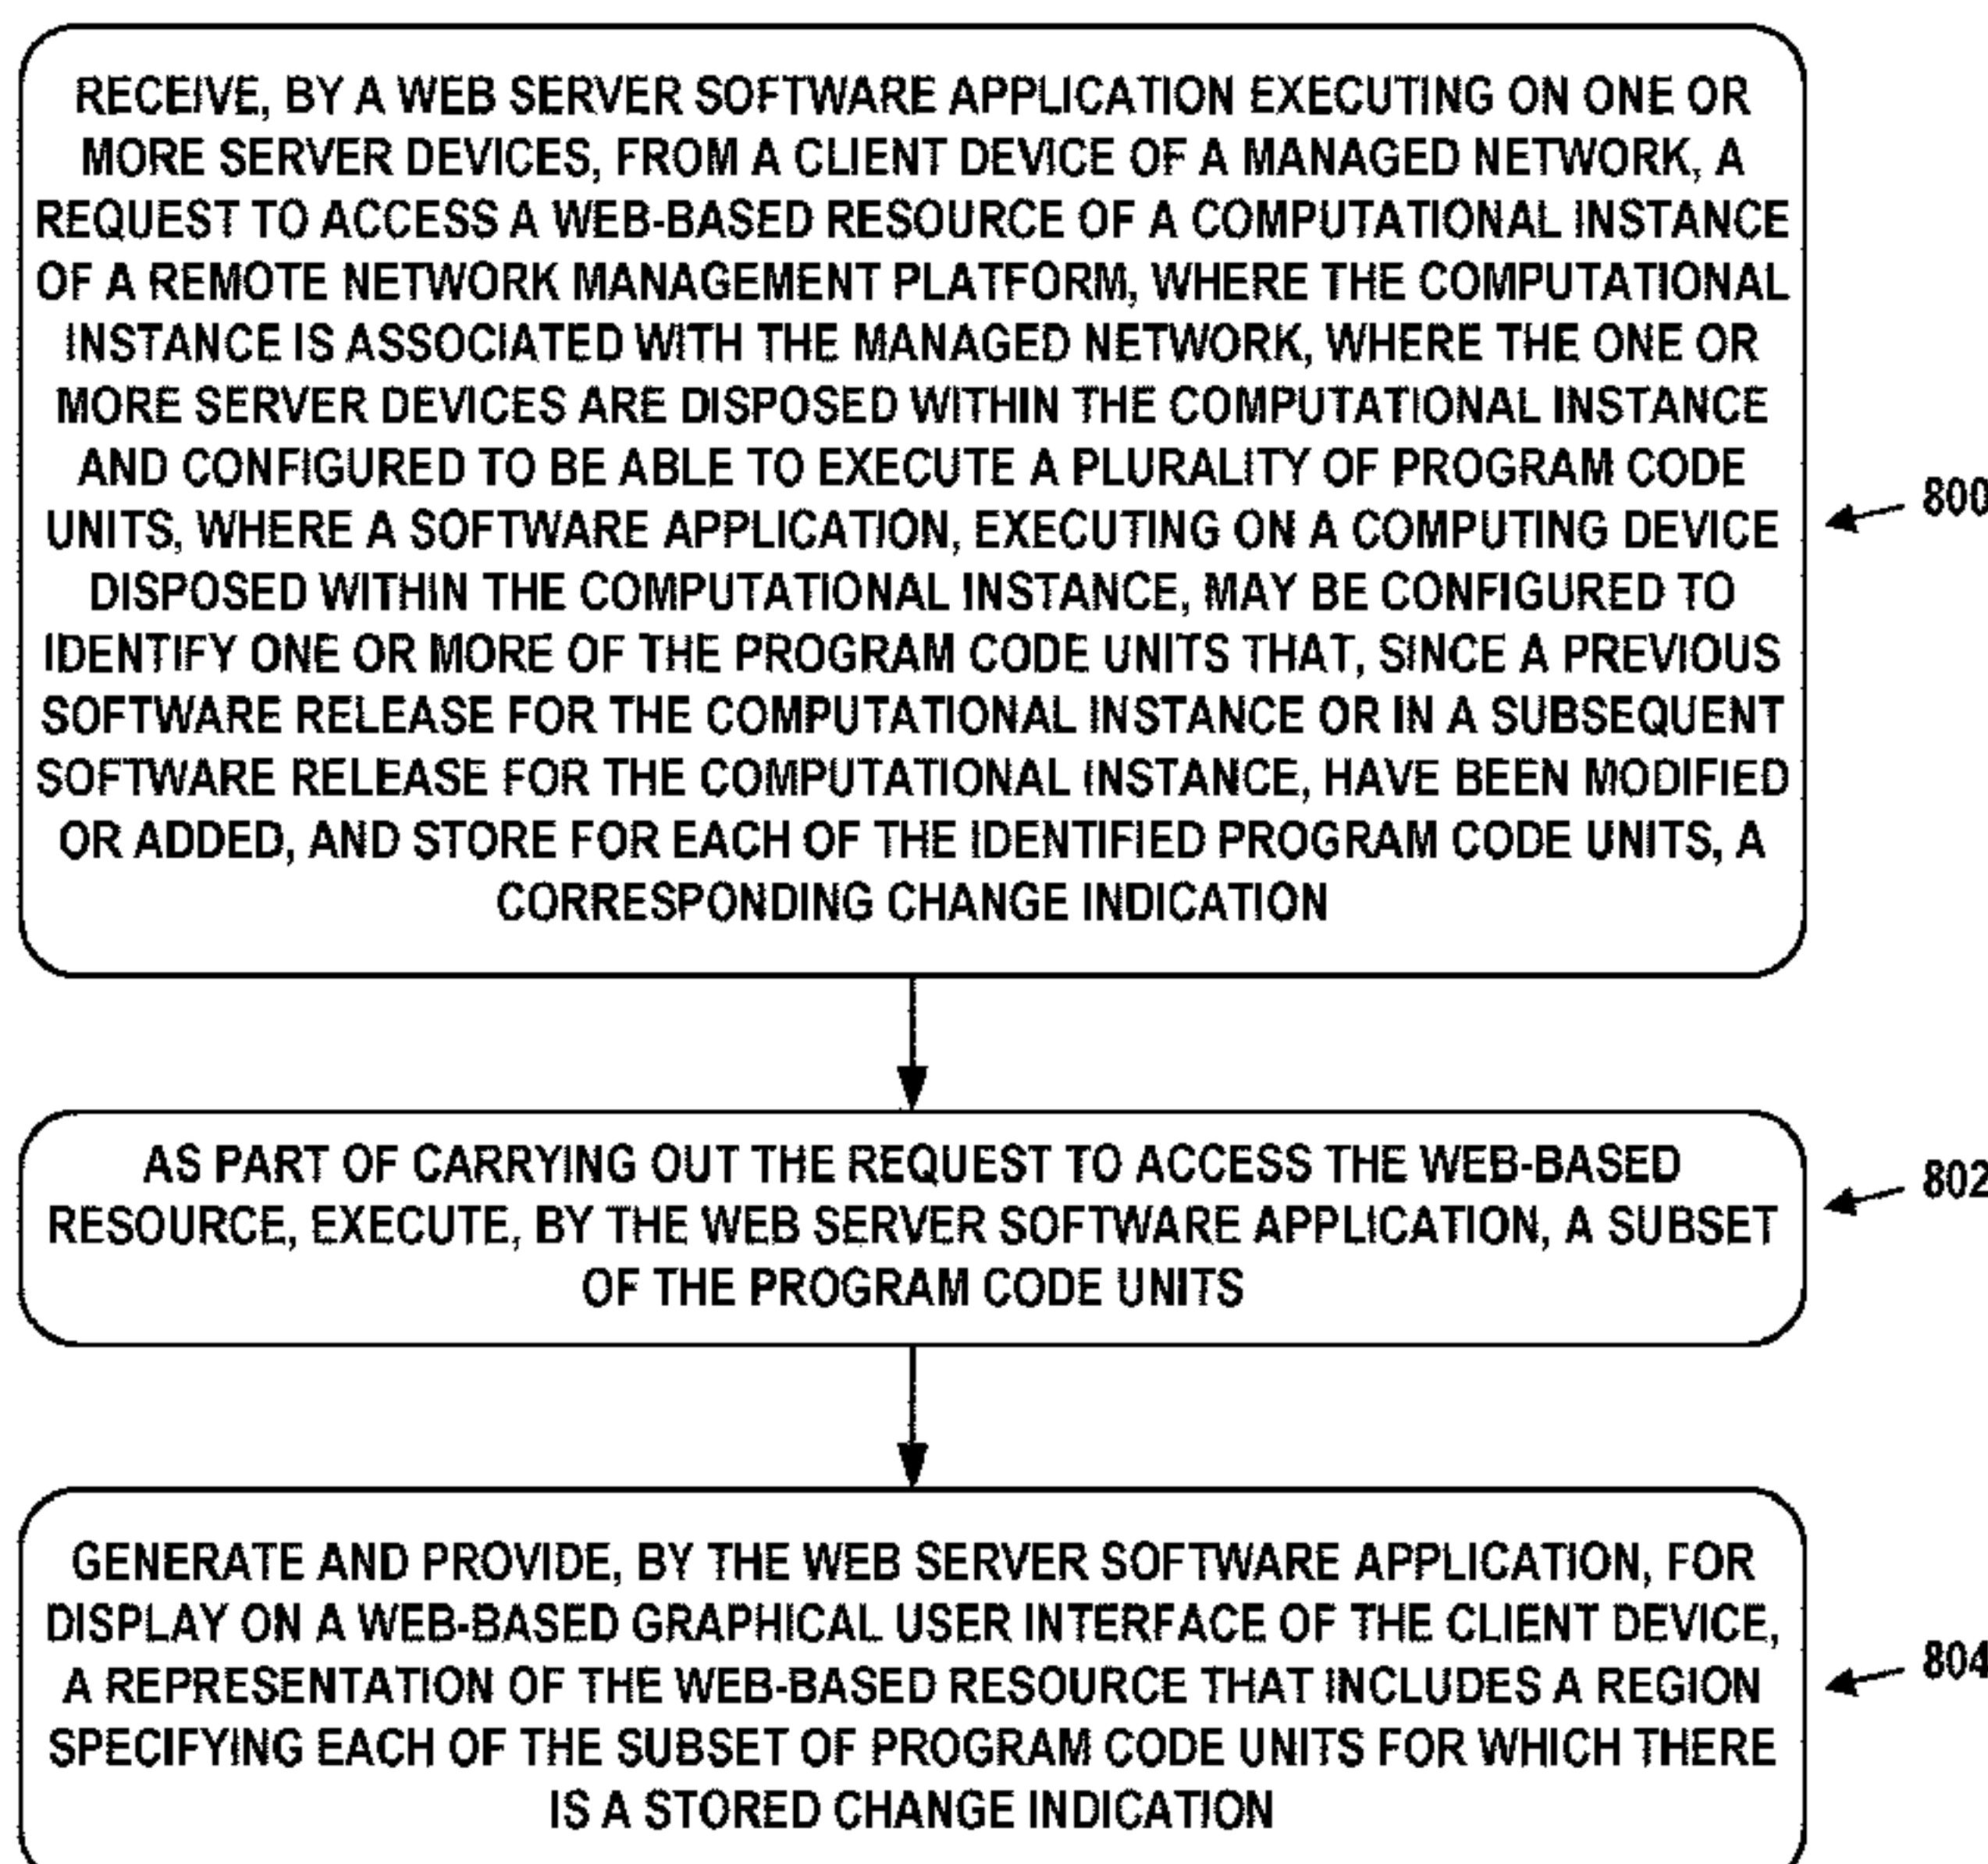 RECEIVE, BY A WEB SERVER SOFTWARE APPLICATION EXECUTING ON ONE OR
MORE SERVER DEVICES, FROM A CLIENT DEVICE OF A MANAGED NETWORK, A
REQUEST TO ACCESS A WEB-BASED RESOURCE OF A COMPUTATIONAL INSTANCE
OF A REMOTE NETWORK MANAGEMENT PLATFORM, WHERE THE COMPUTATIONAL
INSTANCE IS ASSOCIATED WITH THE MANAGED NETWORK, WHERE THE ONE OR
MORE SERVER DEVICES ARE DISPOSED WITHIN THE COMPUTATIONAL INSTANCE
AND CONFIGURED TO BE ABLE TO EXECUTE A PLURALITY OF PROGRAM CODE
UNITS, WHERE A SOFTWARE APPLICATION, EXECUTING ON A COMPUTING DEVICE
DISPOSED WITHIN THE COMPUTATIONAL INSTANCE, MAY BE CONFIGURED TO
IDENTIFY ONE OR MORE OF THE PROGRAM CODE UNITS THAT, SINCE A PREVIOUS
SOFTWARE RELEASE FOR THE COMPUTATIONAL INSTANCE OR IN A SUBSEQUENT
SOFTWARE RELEASE FOR THE COMPUTATIONAL INSTANCE, HAVE BEEN MODIFIED
OR ADDED, AND STORE FOR EACH OF THE IDENTIFIED PROGRAM CODE UNITS, A
CORRESPONDING CHANGE INDICATION
800
AS PART OF CARRYING OUT THE REQUEST TO ACCESS THE WEB-BASED
RESOURCE, EXECUTE, BY THE WEB SERVER SOFTWARE APPLICATION, A SUBSET
OF THE PROGRAM CODE UNITS
802
GENERATE AND PROVIDE, BY THE WEB SERVER SOFTWARE APPLICATION, FOR
DISPLAY ON A WEB-BASED GRAPHICAL USER INTERFACE OF THE CLIENT DEVICE,
A REPRESENTATION OF THE WEB-BASED RESOURCE THAT INCLUDES A REGION
SPECIFYING EACH OF THE SUBSET OF PROGRAM CODE UNITS FOR WHICH THERE
IS A STORED CHANGE INDICATION
804